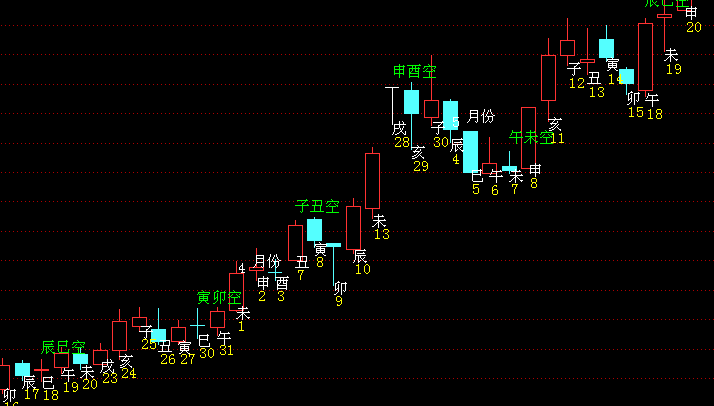 卯
16
辰
17
巳
18
辰巳空
午
19
未
20
戌
23
亥
24
子
25
丑
26
寅
27
巳
30
寅卯空
午
31
未
1
4 月份
申
2
酉
3
丑
7
子丑空
寅
8
卯
9
辰
10
未
13
申酉空
戌
28
亥
29
子
30
5 月份
辰
4
巳
5
午
6
未
7
午未空
申
8
亥
11
子
12
丑
13
寅
14
卯
15
午
18
未
19
辰巳空
申
20